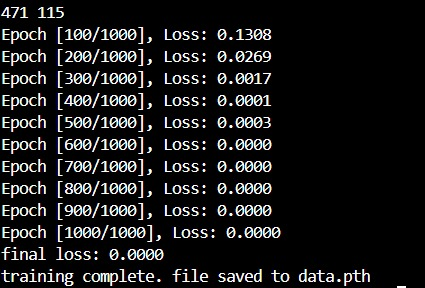 471 115
Epoch [100/1000], Loss: 0.1308
Epoch [200/1000], Loss: 0.0269
Epoch [300/1000], Loss: 0.0017
Epoch [400/1000], Loss: 0.0001
Epoch [500/1000], Loss: 0.0003
Epoch [600/1000], Loss: 0.0000
Epoch [700/1000], Loss: 0.0000
Epoch [800/1000], Loss: 0.0000
Epoch [900/1000], Loss: 0.0000
Epoch [1000/1000], Loss: 0.0000
final loss: 0.0000
training complete. file saved to data.pth